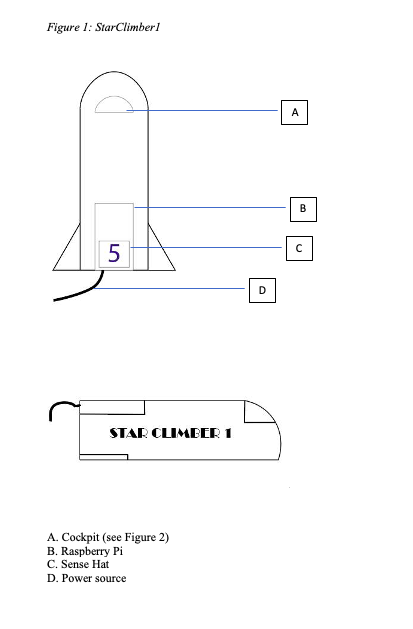 Figure 1: StarClimber1
A
B
5
C
D
STAR CLIMBER 1
A. Cockpit (see Figure 2)
B. Raspberry Pi
C. Sense Hat
D. Power source